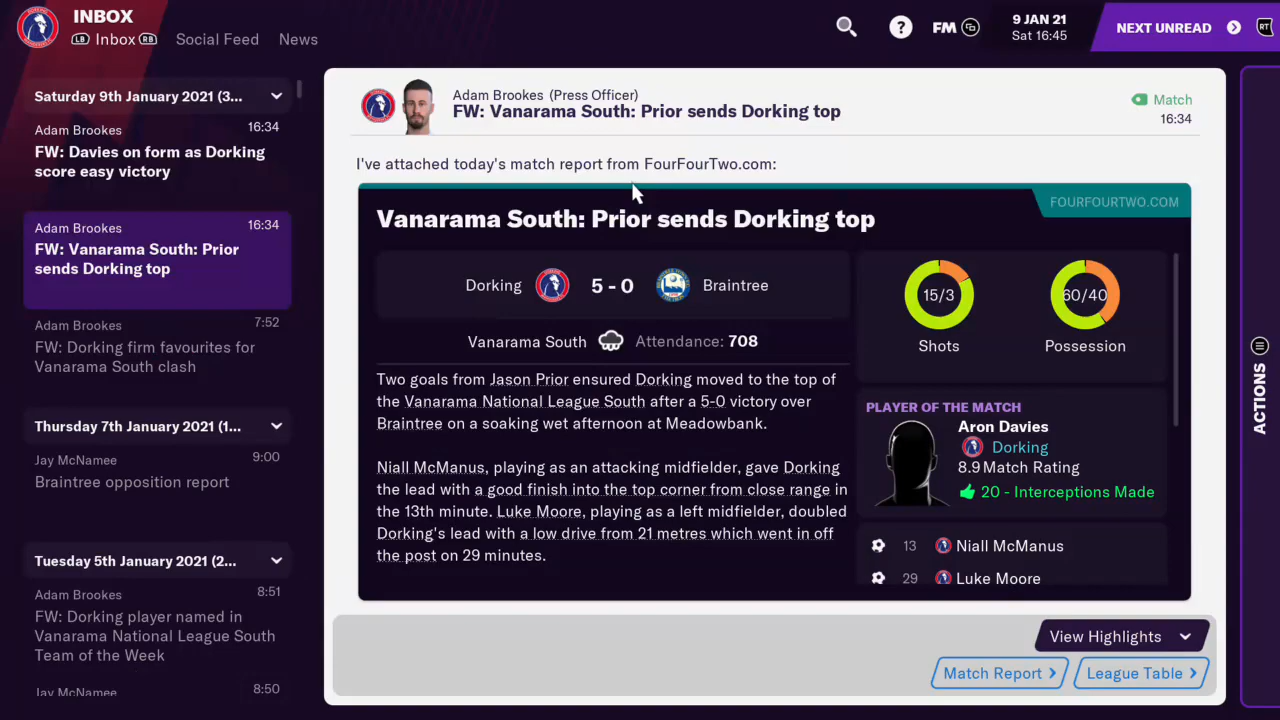 INBOX
LB Inbox RB Social Feed News
? FM
9 JAN 21
Sat 16:45
NEXT UNREAD
RT
Saturday 9th January 2021 (3...
Adam Brookes 16:34
FW: Davies on form as Dorking
score easy victory
Adam Brookes 16:34
FW: Vanarama South: Prior
sends Dorking top
Adam Brookes 7:52
FW: Dorking firm favourites for
Vanarama South clash
Thursday 7th January 2021 (1...
Jay McNamee 9:00
Braintree opposition report
Tuesday 5th January 2021 (2...
Adam Brookes 8:51
FW: Dorking player named in
Vanarama National League South
Team of the Week
Jay McNamee 8:50
Adam Brookes (Press Officer)
FW: Vanarama South: Prior sends Dorking top
Match
16:34
I've attached today's match report from FourFourTwo.com:
FOURFOURTWO.COM
Vanarama South: Prior sends Dorking top
Dorking 5 - 0 Braintree
Vanarama South Attendance: 708
Two goals from Jason Prior ensured Dorking moved to the top of
the Vanarama National League South after a 5-0 victory over
Braintree on a soaking wet afternoon at Meadowbank.
Niall McManus, playing as an attacking midfielder, gave Dorking
the lead with a good finish into the top corner from close range in
the 13th minute. Luke Moore, playing as a left midfielder, doubled
Dorking's lead with a low drive from 21 metres which went in off
the post on 29 minutes.
15/3
Shots
60/40
Possession
PLAYER OF THE MATCH
Aron Davies
Dorking
8.9 Match Rating
20 - Interceptions Made
13 Niall McManus
29 Luke Moore
View Highlights
Match Report
League Table
ACTIONS